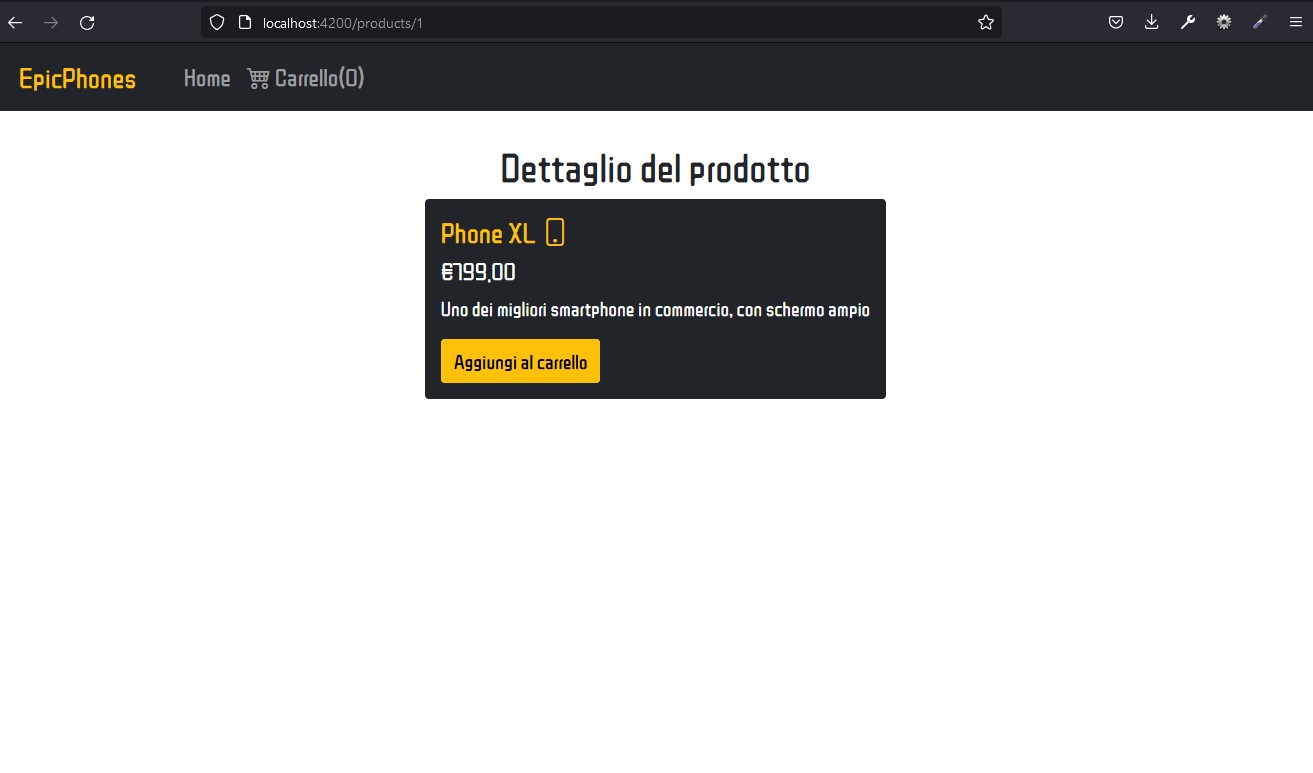 localhost:4200/products/1
EpicPhones Home Carrello(0)
Dettaglio del prodotto
Phone XL
€799,00
Uno dei migliori smartphone in commercio, con schermo ampio
Aggiungi al carrello